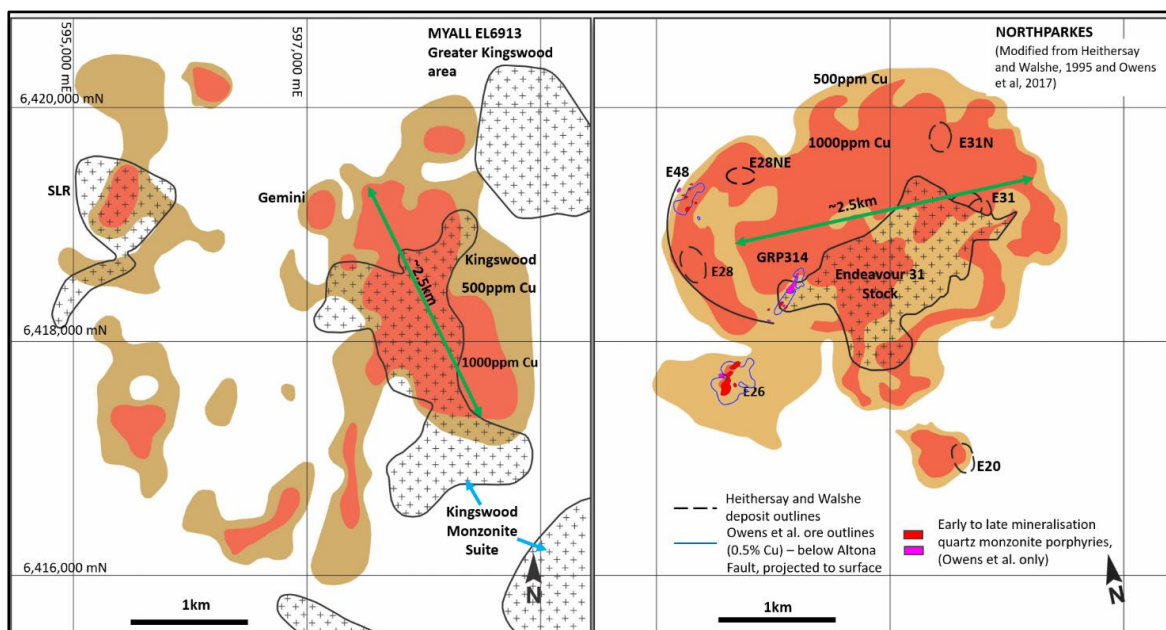 595,000 mE
597,000 mE
MYALL EL6913
Greater Kingswood
area
6,420,000 mN
SLR
Gemini
Kingswood
500ppm Cu
~2.5km
6,418,000 mN
1000ppm Cu
Kingswood
Monzonite
Suite
6,416,000 mN
N
1km
NORTHPARKES
(Modified from Heithersay
and Walshe, 1995 and Owens
et al, 2017)
500ppm Cu
1000ppm Cu
E31N
E28NE
E48
~2.5km
E31
GRP314
E28
Endeavour 31
Stock
E26
E20
Heithersay and Walshe
deposit outlines
Owens et al. ore outlines
(0.5% Cu) – below Altona
Fault, projected to surface
Early to late mineralisation
quartz monzonite porphyries,
(Owens et al. only)
1km
N